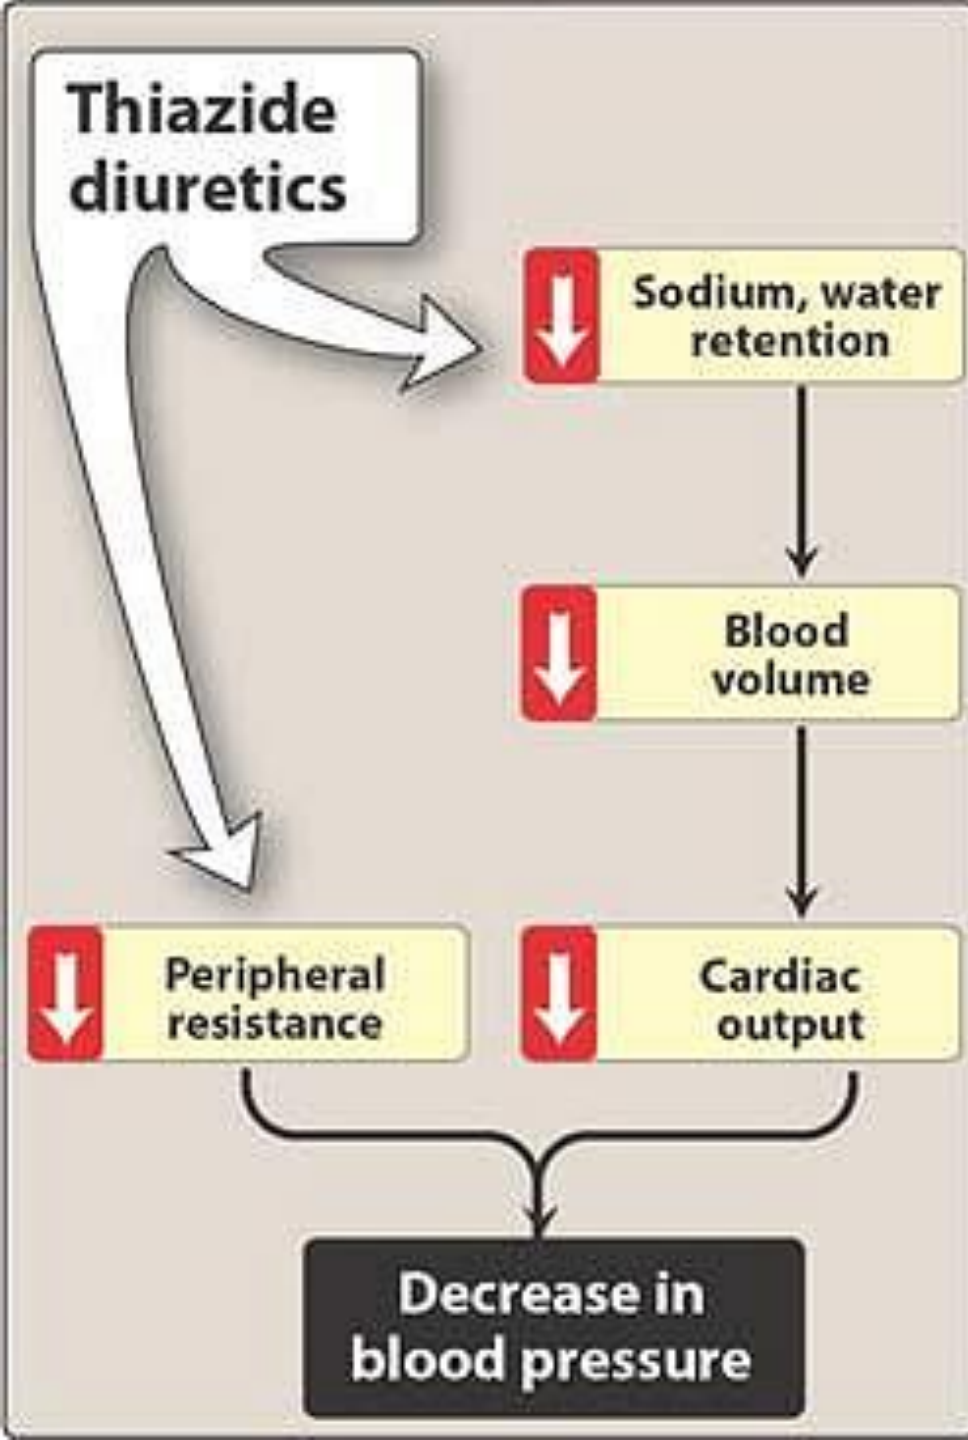 Thiazide
diuretics
Sodium, water
retention
Blood
volume
Peripheral
resistance
Cardiac
output
Decrease in
blood pressure